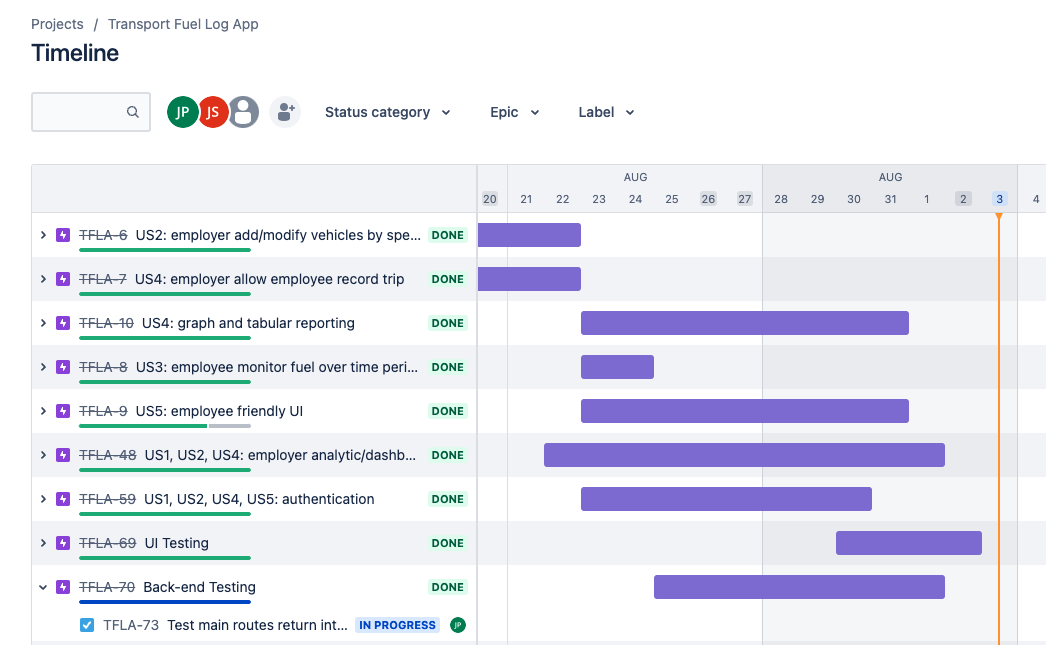 Projects / Transport Fuel Log App
Timeline
JP JS Status category Epic Label
AUG AUG
20 21 22 23 24 25 26 27 28 29 30 31 1 2 3 4
TFLA-6 US2: employer add/modify vehicles by spe... DONE
TFLA-7 US4: employer allow employee record trip DONE
TFLA-10 US4: graph and tabular reporting DONE
TFLA-8 US3: employee monitor fuel over time peri... DONE
TFLA-9 US5: employee friendly UI DONE
TFLA-48 US1, US2, US4: employer analytic/dashb... DONE
TFLA-59 US1, US2, US4, US5: authentication DONE
TFLA-69 UI Testing DONE
TFLA-70 Back-end Testing DONE
TFLA-73 Test main routes return int... IN PROGRESS JP